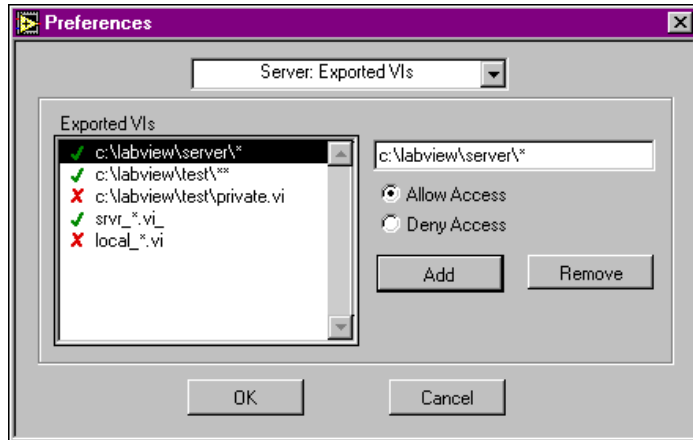 Preferences
Server: Exported VIs
Exported VIs
c:\labview\server\*
c:\labview\test\**
c:\labview\test\private.vi
srvr_*.vi_
local_*.vi
c:\labview\server\*
Allow Access
Deny Access
Add
Remove
OK
Cancel